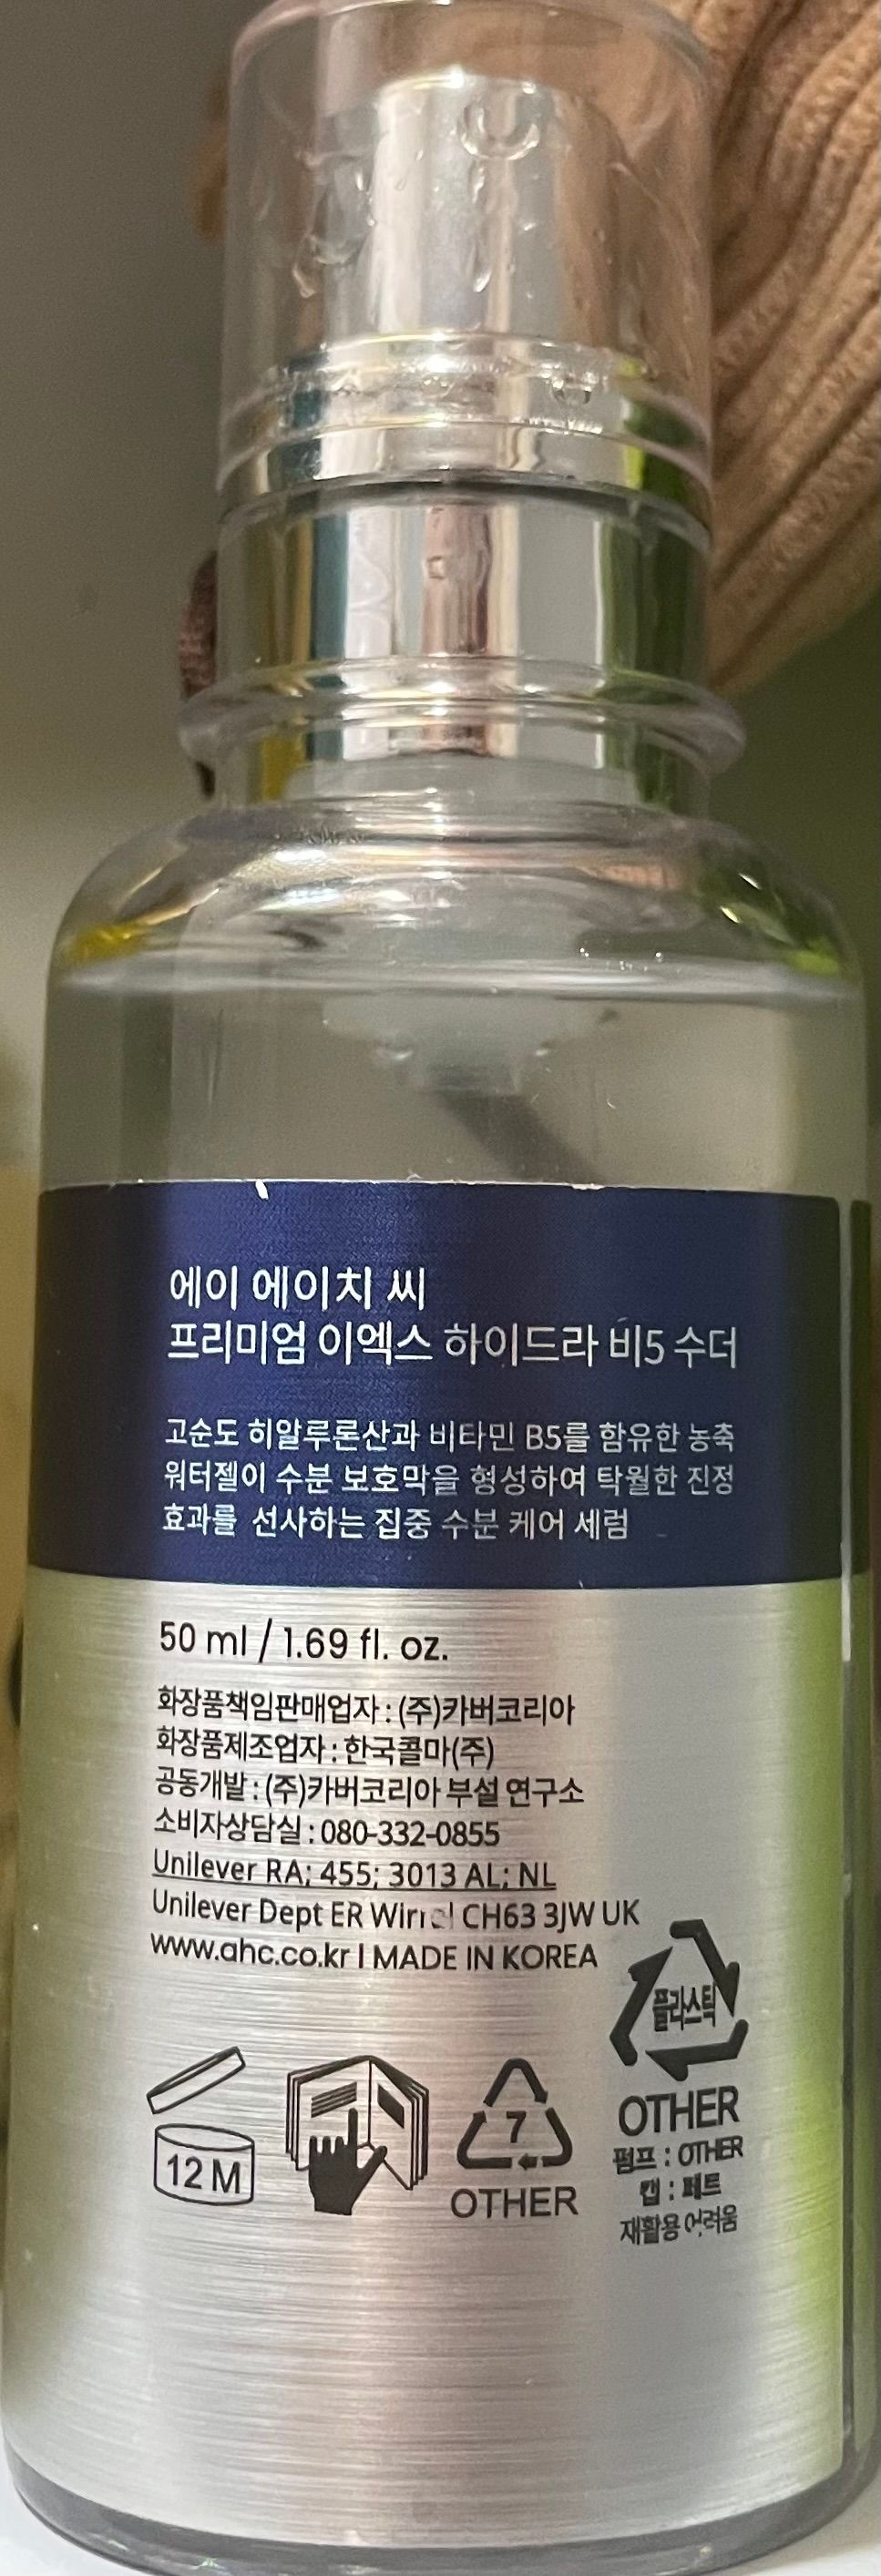 에이 에이치 씨
프리미엄 이엑스 하이드라 비5 수더
고순도 히알루론산과 비타민 B5를 함유한 농축
워터젤이 수분 보호막을 형성하여 탁월한 진정
효과를 선사하는 집중 수분 케어 세럼
50 ml / 1.69 fl. oz.
화장품책임판매업자 : (주)카버코리아
화장품제조업자 : 한국콜마(주)
공동개발 : (주)카버코리아 부설 연구소
소비자상담실 : 080-332-0855
Unilever RA; 455; 3013 AL; NL
Unilever Dept ER Wirral CH63 3JW UK
www.ahc.co.kr I MADE IN KOREA
플라스틱
OTHER
펌프 : OTHER
캡 : 페트
재활용 어려움
12 M
7
OTHER